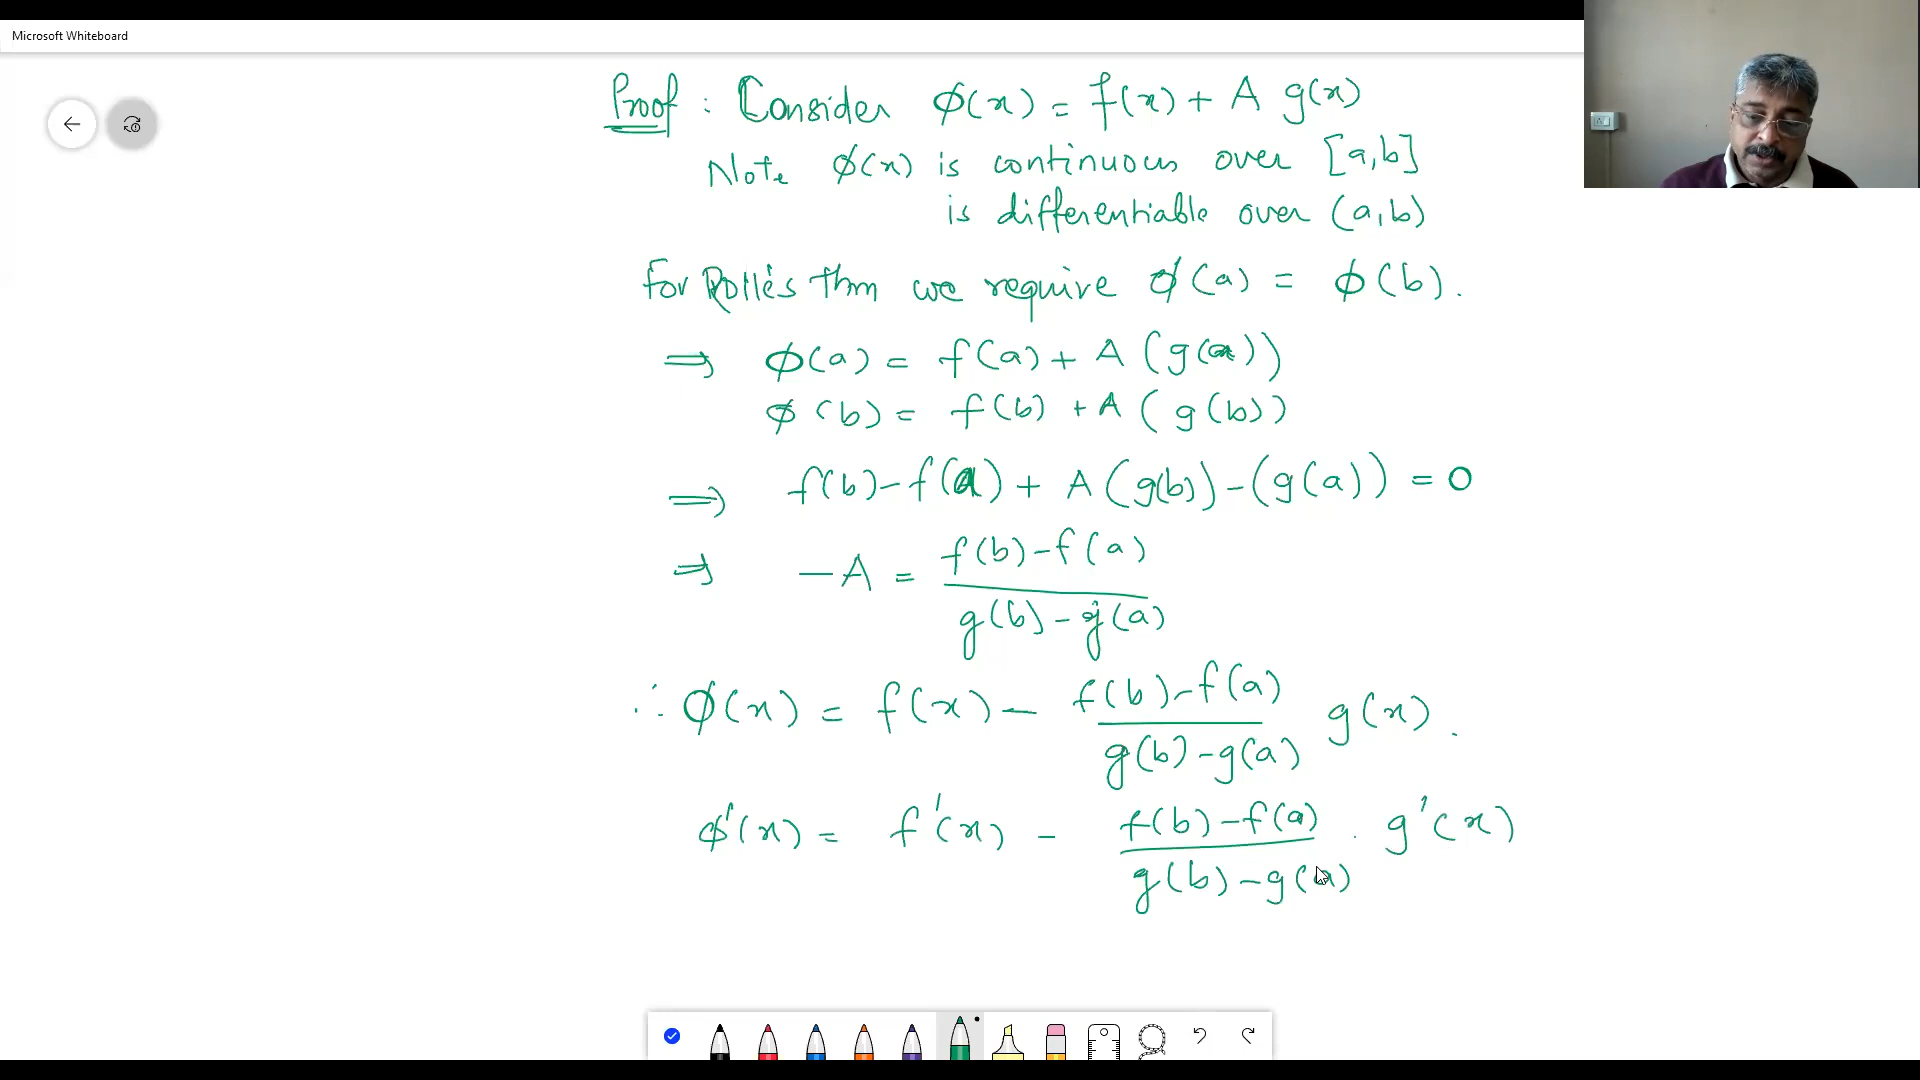 Microsoft Whiteboard
Proof : Consider ϕ(x) = f(x) + A g(x)
Note ϕ(x) is continuous over [a,b]
is differentiable over (a,b)
For Rolle's thm we require ϕ(a) = ϕ(b).
⇒ ϕ(a) = f(a) + A (g(a))
ϕ(b) = f(b) + A (g(b))
⇒ f(b) - f(a) + A (g(b)) - (g(a)) = 0
⇒ -A = f(b) - f(a) / g(b) - g(a)
∴ ϕ(x) = f(x) - f(b) - f(a) / g(b) - g(a) g(x).
ϕ'(x) = f'(x) - f(b) - f(a) / g(b) - g(a) . g'(x)